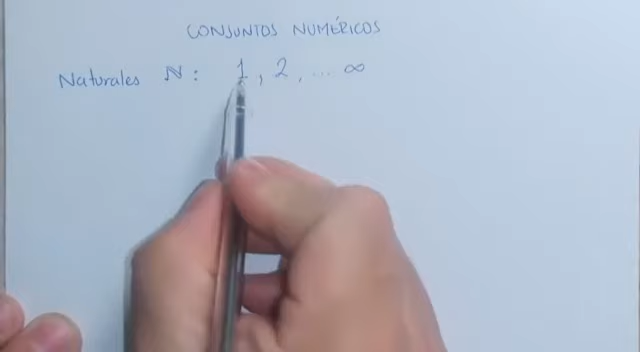 CONJUNTOS NUMÉRICOS
Naturales ℕ: 1, 2, ... ∞